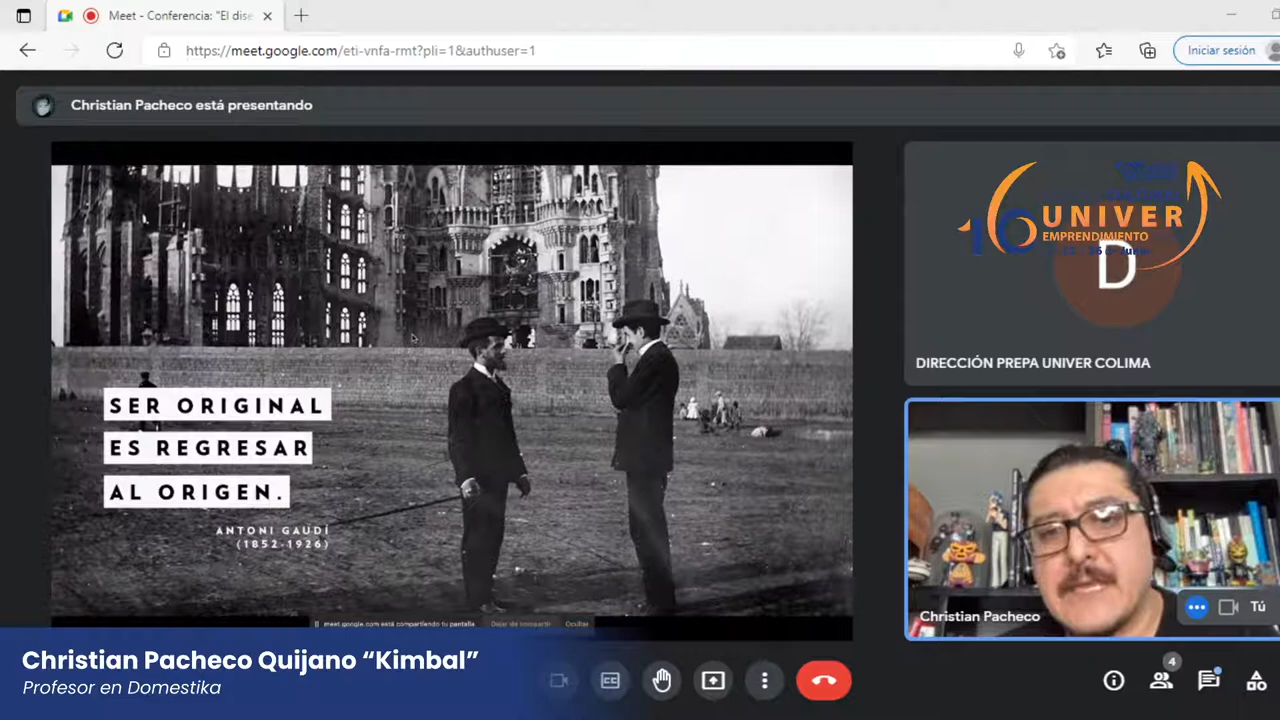 Meet - Conferencia: "El dise
https://meet.google.com/eti-vnfa-rmt?pli=1&authuser=1
Iniciar sesión
Christian Pacheco está presentando
UNIVER
EMPRENDIMIENTO
D
DIRECCIÓN PREPA UNIVER COLIMA
SER ORIGINAL
ES REGRESAR
AL ORIGEN.
ANTONI GAUDÍ
(1852-1926)
Christian Pacheco
Tú
meet.google.com está compartiendo tu pantalla.
Dejar de compartir
Ocultar
Christian Pacheco Quijano “Kimbal”
Profesor en Domestika
4